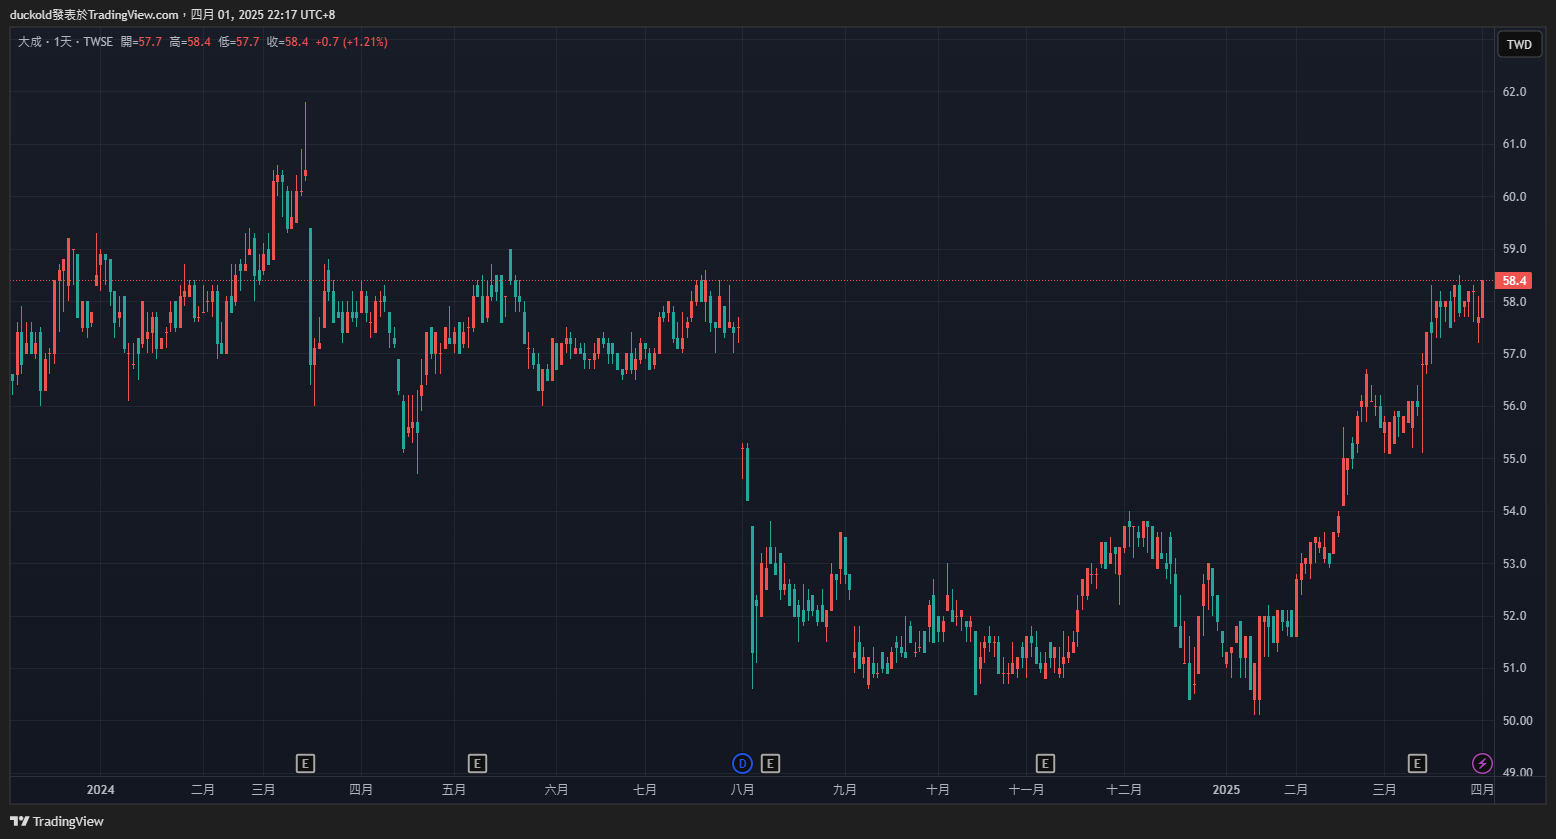 duckold發表於TradingView.com，四月 01, 2025 22:17 UTC+8
大成 · 1天 · TWSE 開=57.7 高=58.4 低=57.7 收=58.4 +0.7 (+1.21%)
TWD
62.0
61.0
60.0
59.0
58.4
58.0
57.0
56.0
55.0
54.0
53.0
52.0
51.0
50.00
49.00
E E D E E E
2024 二月 三月 四月 五月 六月 七月 八月 九月 十月 十一月 十二月 2025 二月 三月 四月
TradingView